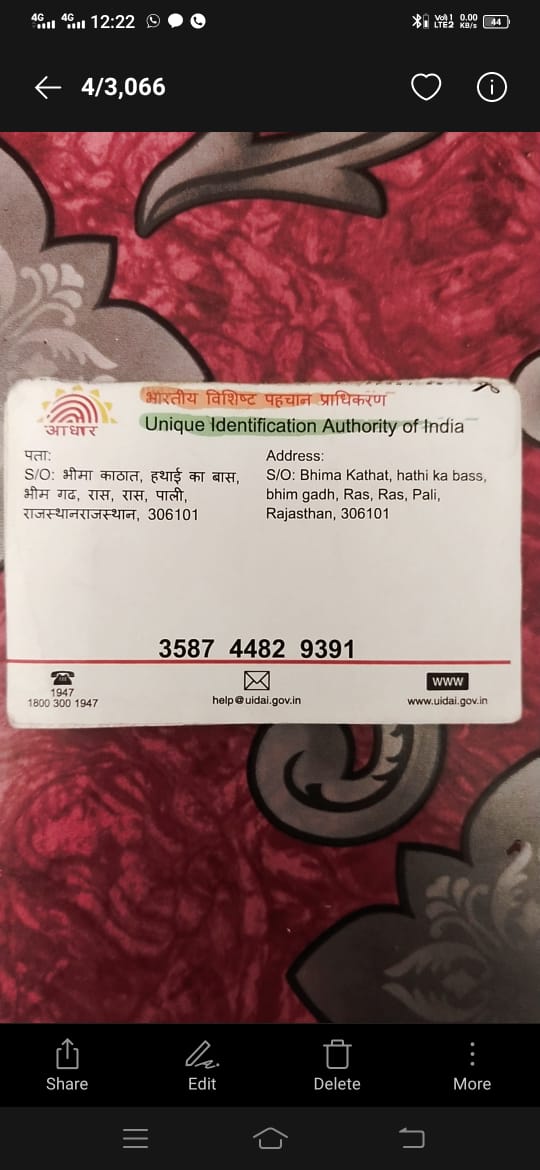 4G 4G 12:22 Vo)) 1 LTE2 0.00 KB/s 44
4/3,066
भारतीय विशिष्ट पहचान प्राधिकरण
आधार
Unique Identification Authority of India
पता:
S/O: भीमा काठात, हथाई का बास,
भीम गढ, रास, रास, पाली,
राजस्थानराजस्थान, 306101
Address:
S/O: Bhima Kathat, hathi ka bass,
bhim gadh, Ras, Ras, Pali,
Rajasthan, 306101
3587 4482 9391
1947
1800 300 1947
help@uidai.gov.in
www
www.uidai.gov.in
Share Edit Delete More